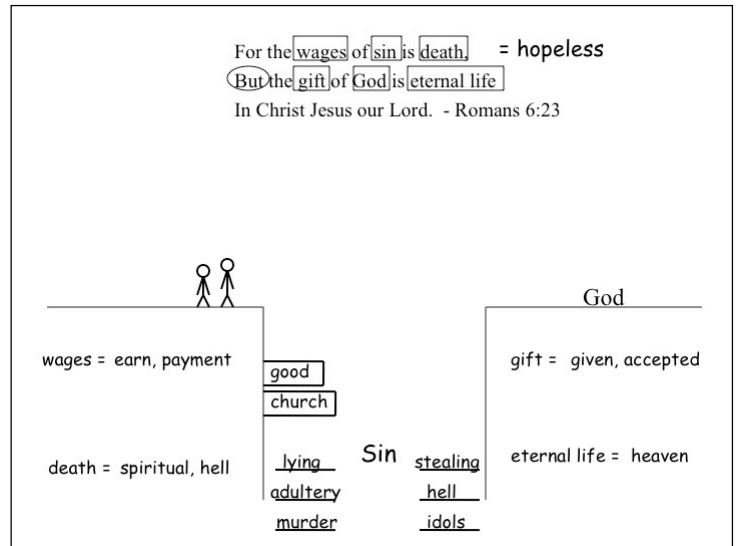 For the wages of sin is death, = hopeless
But the gift of God is eternal life
In Christ Jesus our Lord. - Romans 6:23
God
wages = earn, payment
gift = given, accepted
good
church
death = spiritual, hell
Sin
eternal life = heaven
lying
stealing
adultery
hell
murder
idols